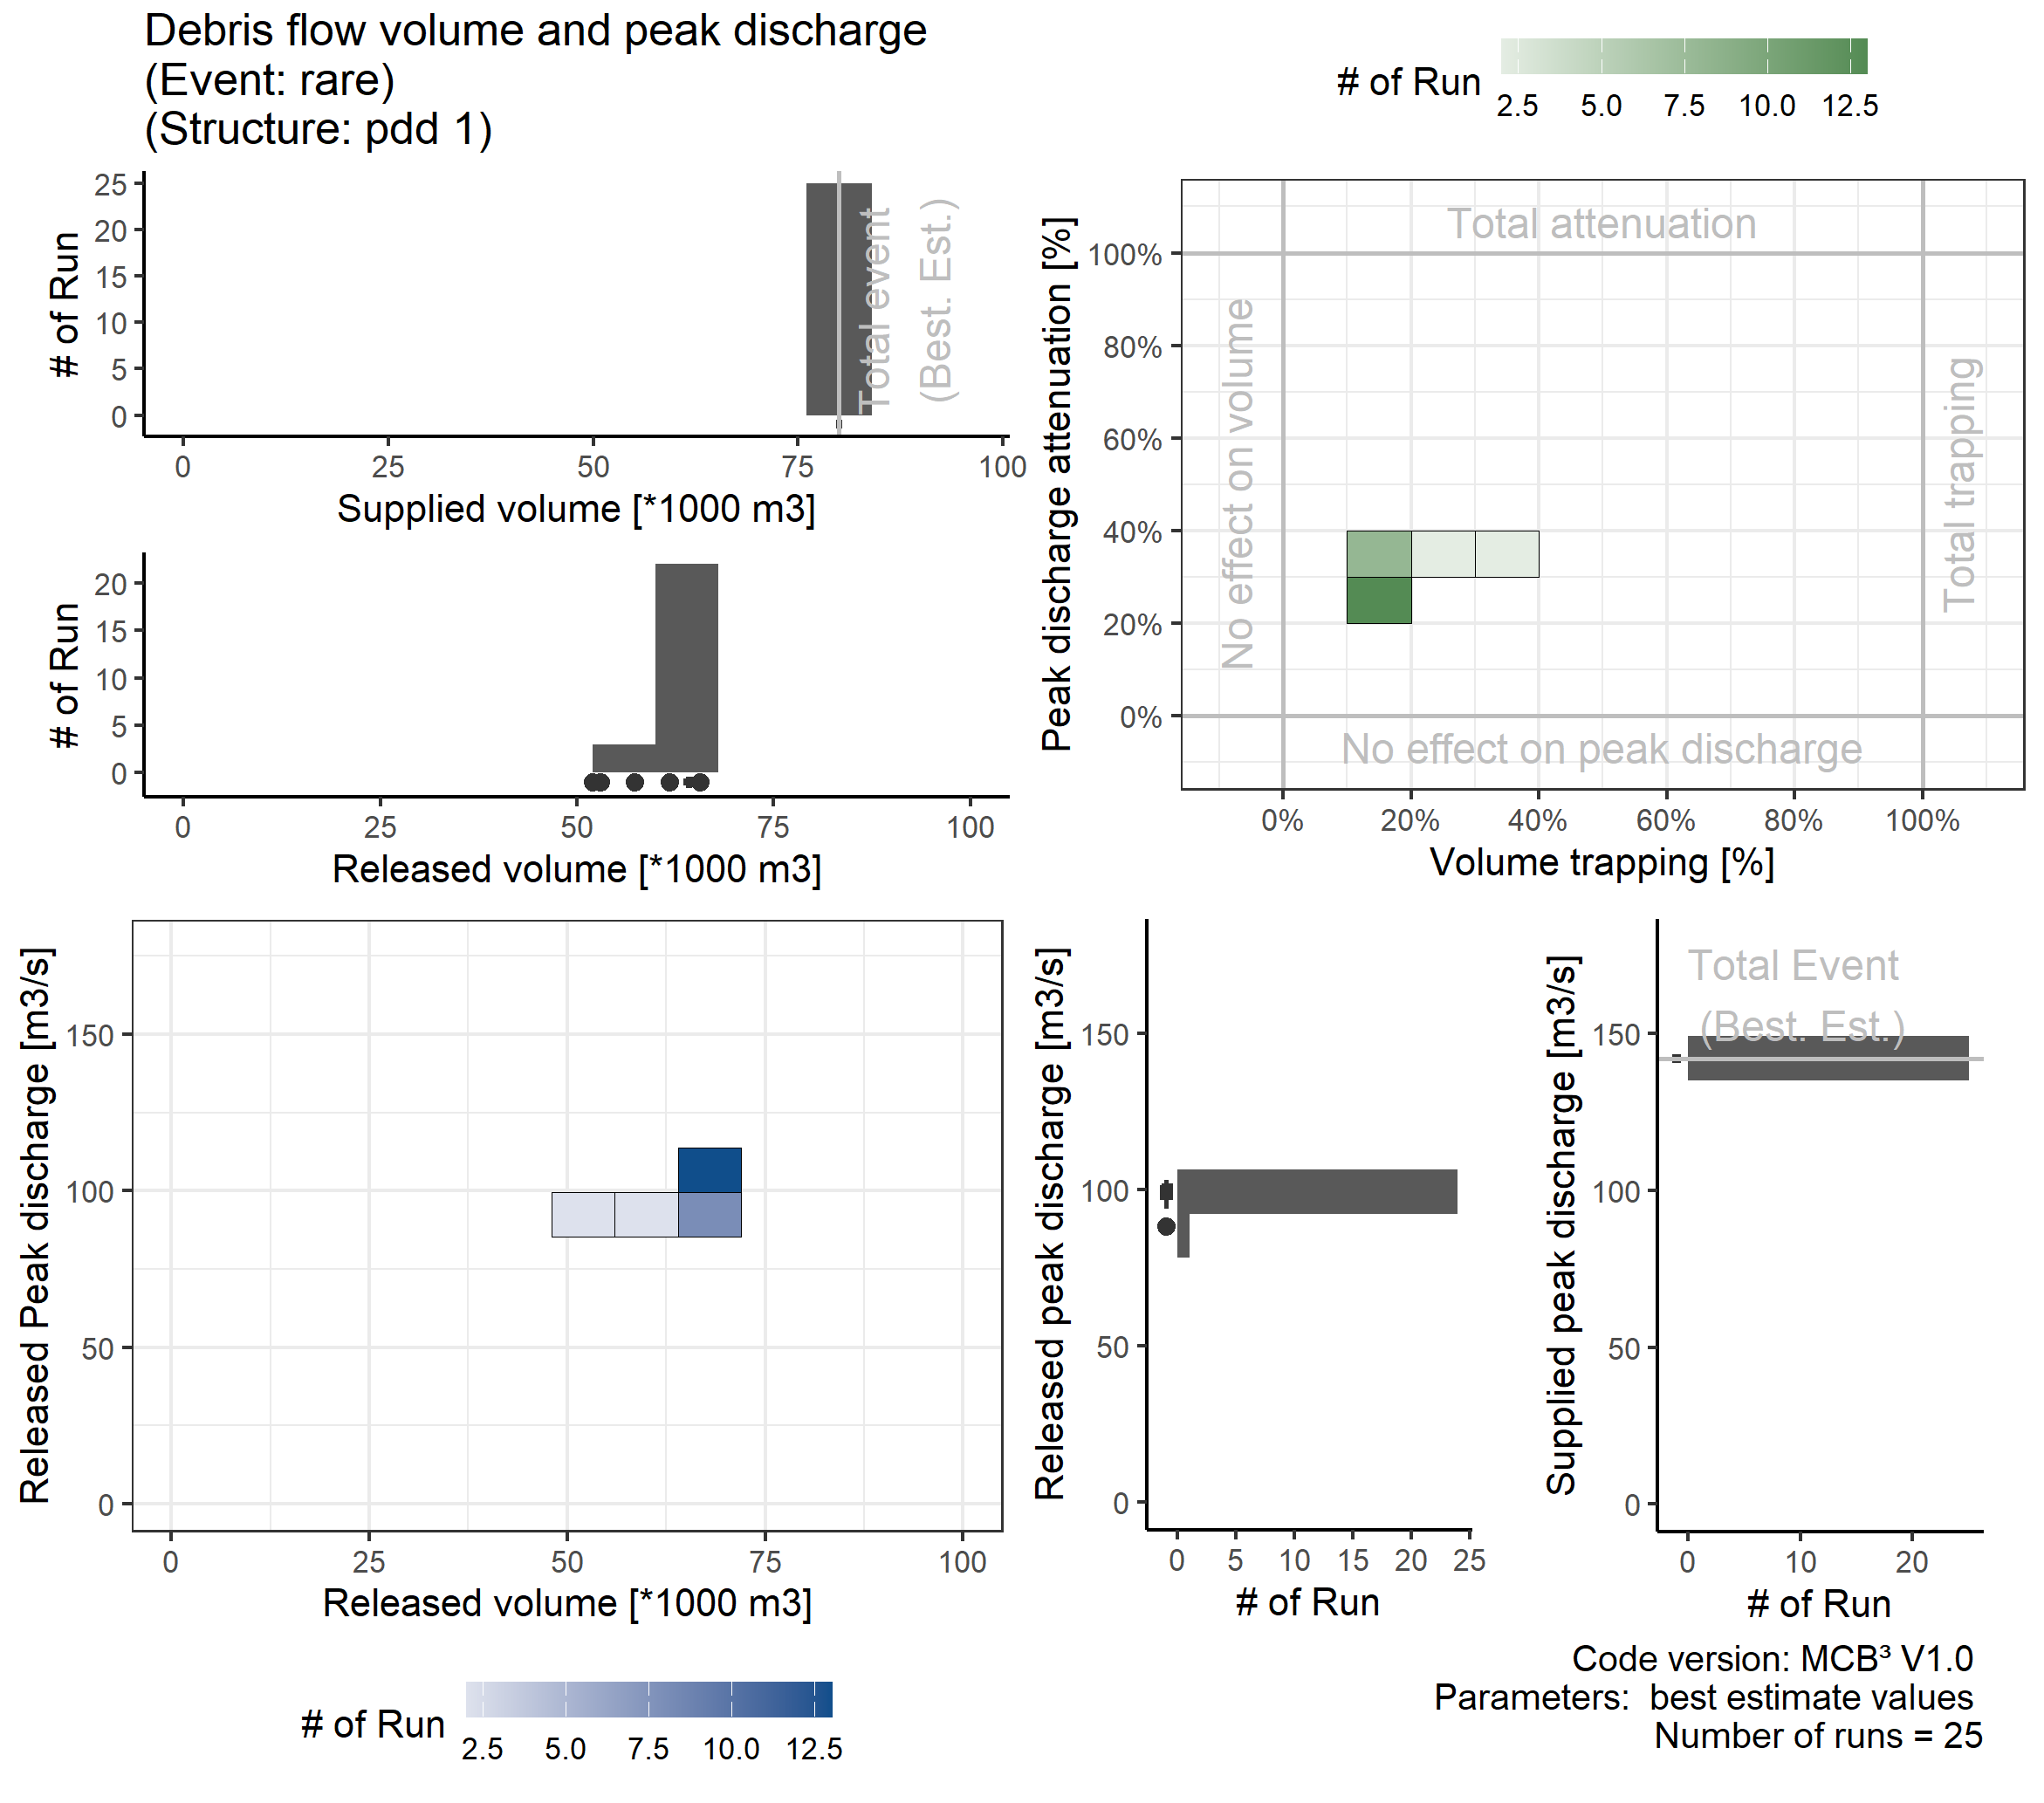 Debris flow volume and peak discharge
(Event: rare)
(Structure: pdd 1)
# of Run
2.5 5.0 7.5 10.0 12.5
# of Run
25
20
15
10
5
0
Total event
(Best. Est.)
0 25 50 75 100
Supplied volume [*1000 m3]
# of Run
20
15
10
5
0
0 25 50 75 100
Released volume [*1000 m3]
Peak discharge attenuation [%]
100%
80%
60%
40%
20%
0%
Total attenuation
No effect on volume
Total trapping
No effect on peak discharge
0% 20% 40% 60% 80% 100%
Volume trapping [%]
Released Peak discharge [m3/s]
150
100
50
0
0 25 50 75 100
Released volume [*1000 m3]
# of Run
2.5 5.0 7.5 10.0 12.5
Released peak discharge [m3/s]
150
100
50
0
0 5 10 15 20 25
# of Run
Supplied peak discharge [m3/s]
150
100
50
0
Total Event
(Best. Est.)
0 10 20
# of Run
Code version: MCB³ V1.0
Parameters:  best estimate values
Number of runs = 25